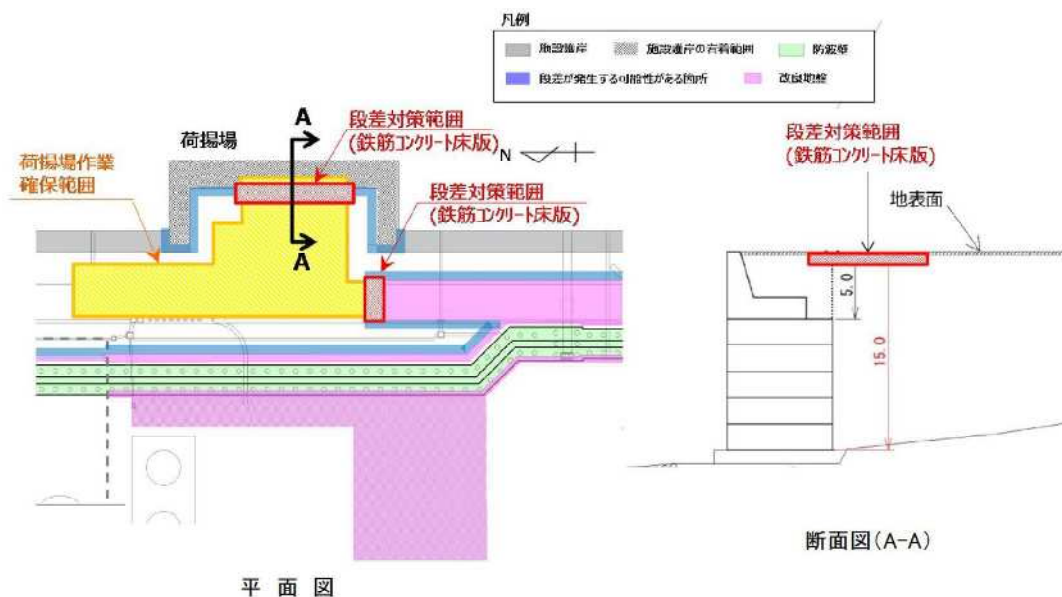 凡例
施設護岸
施設護岸の岩着範囲
防波壁
段差が発生する可能性がある箇所
改良地盤
荷揚場
段差対策範囲
(鉄筋コンクリート床版)
荷揚場作業
確保範囲
A
A
N
段差対策範囲
(鉄筋コンクリート床版)
平面図
段差対策範囲
(鉄筋コンクリート床版)
地表面
5.0
15.0
断面図(A-A)